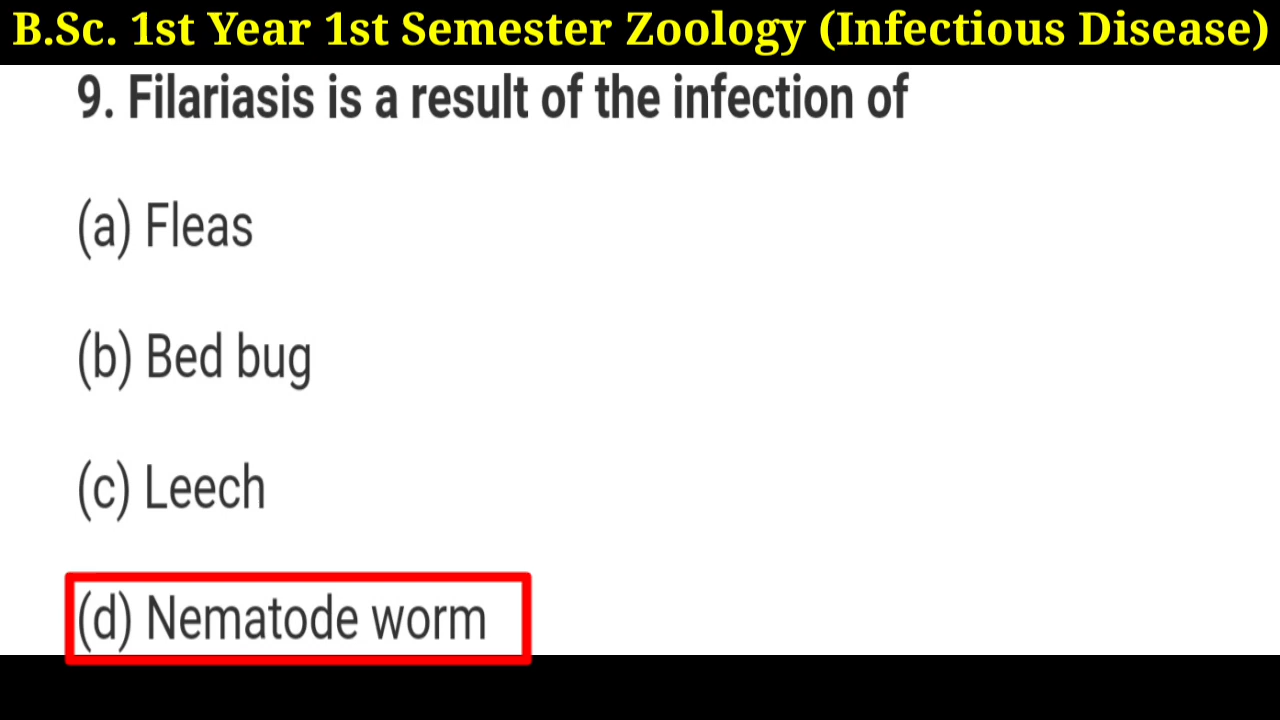 B.Sc. 1st Year 1st Semester Zoology (Infectious Disease)
9. Filariasis is a result of the infection of
(a) Fleas
(b) Bed bug
(c) Leech
(d) Nematode worm